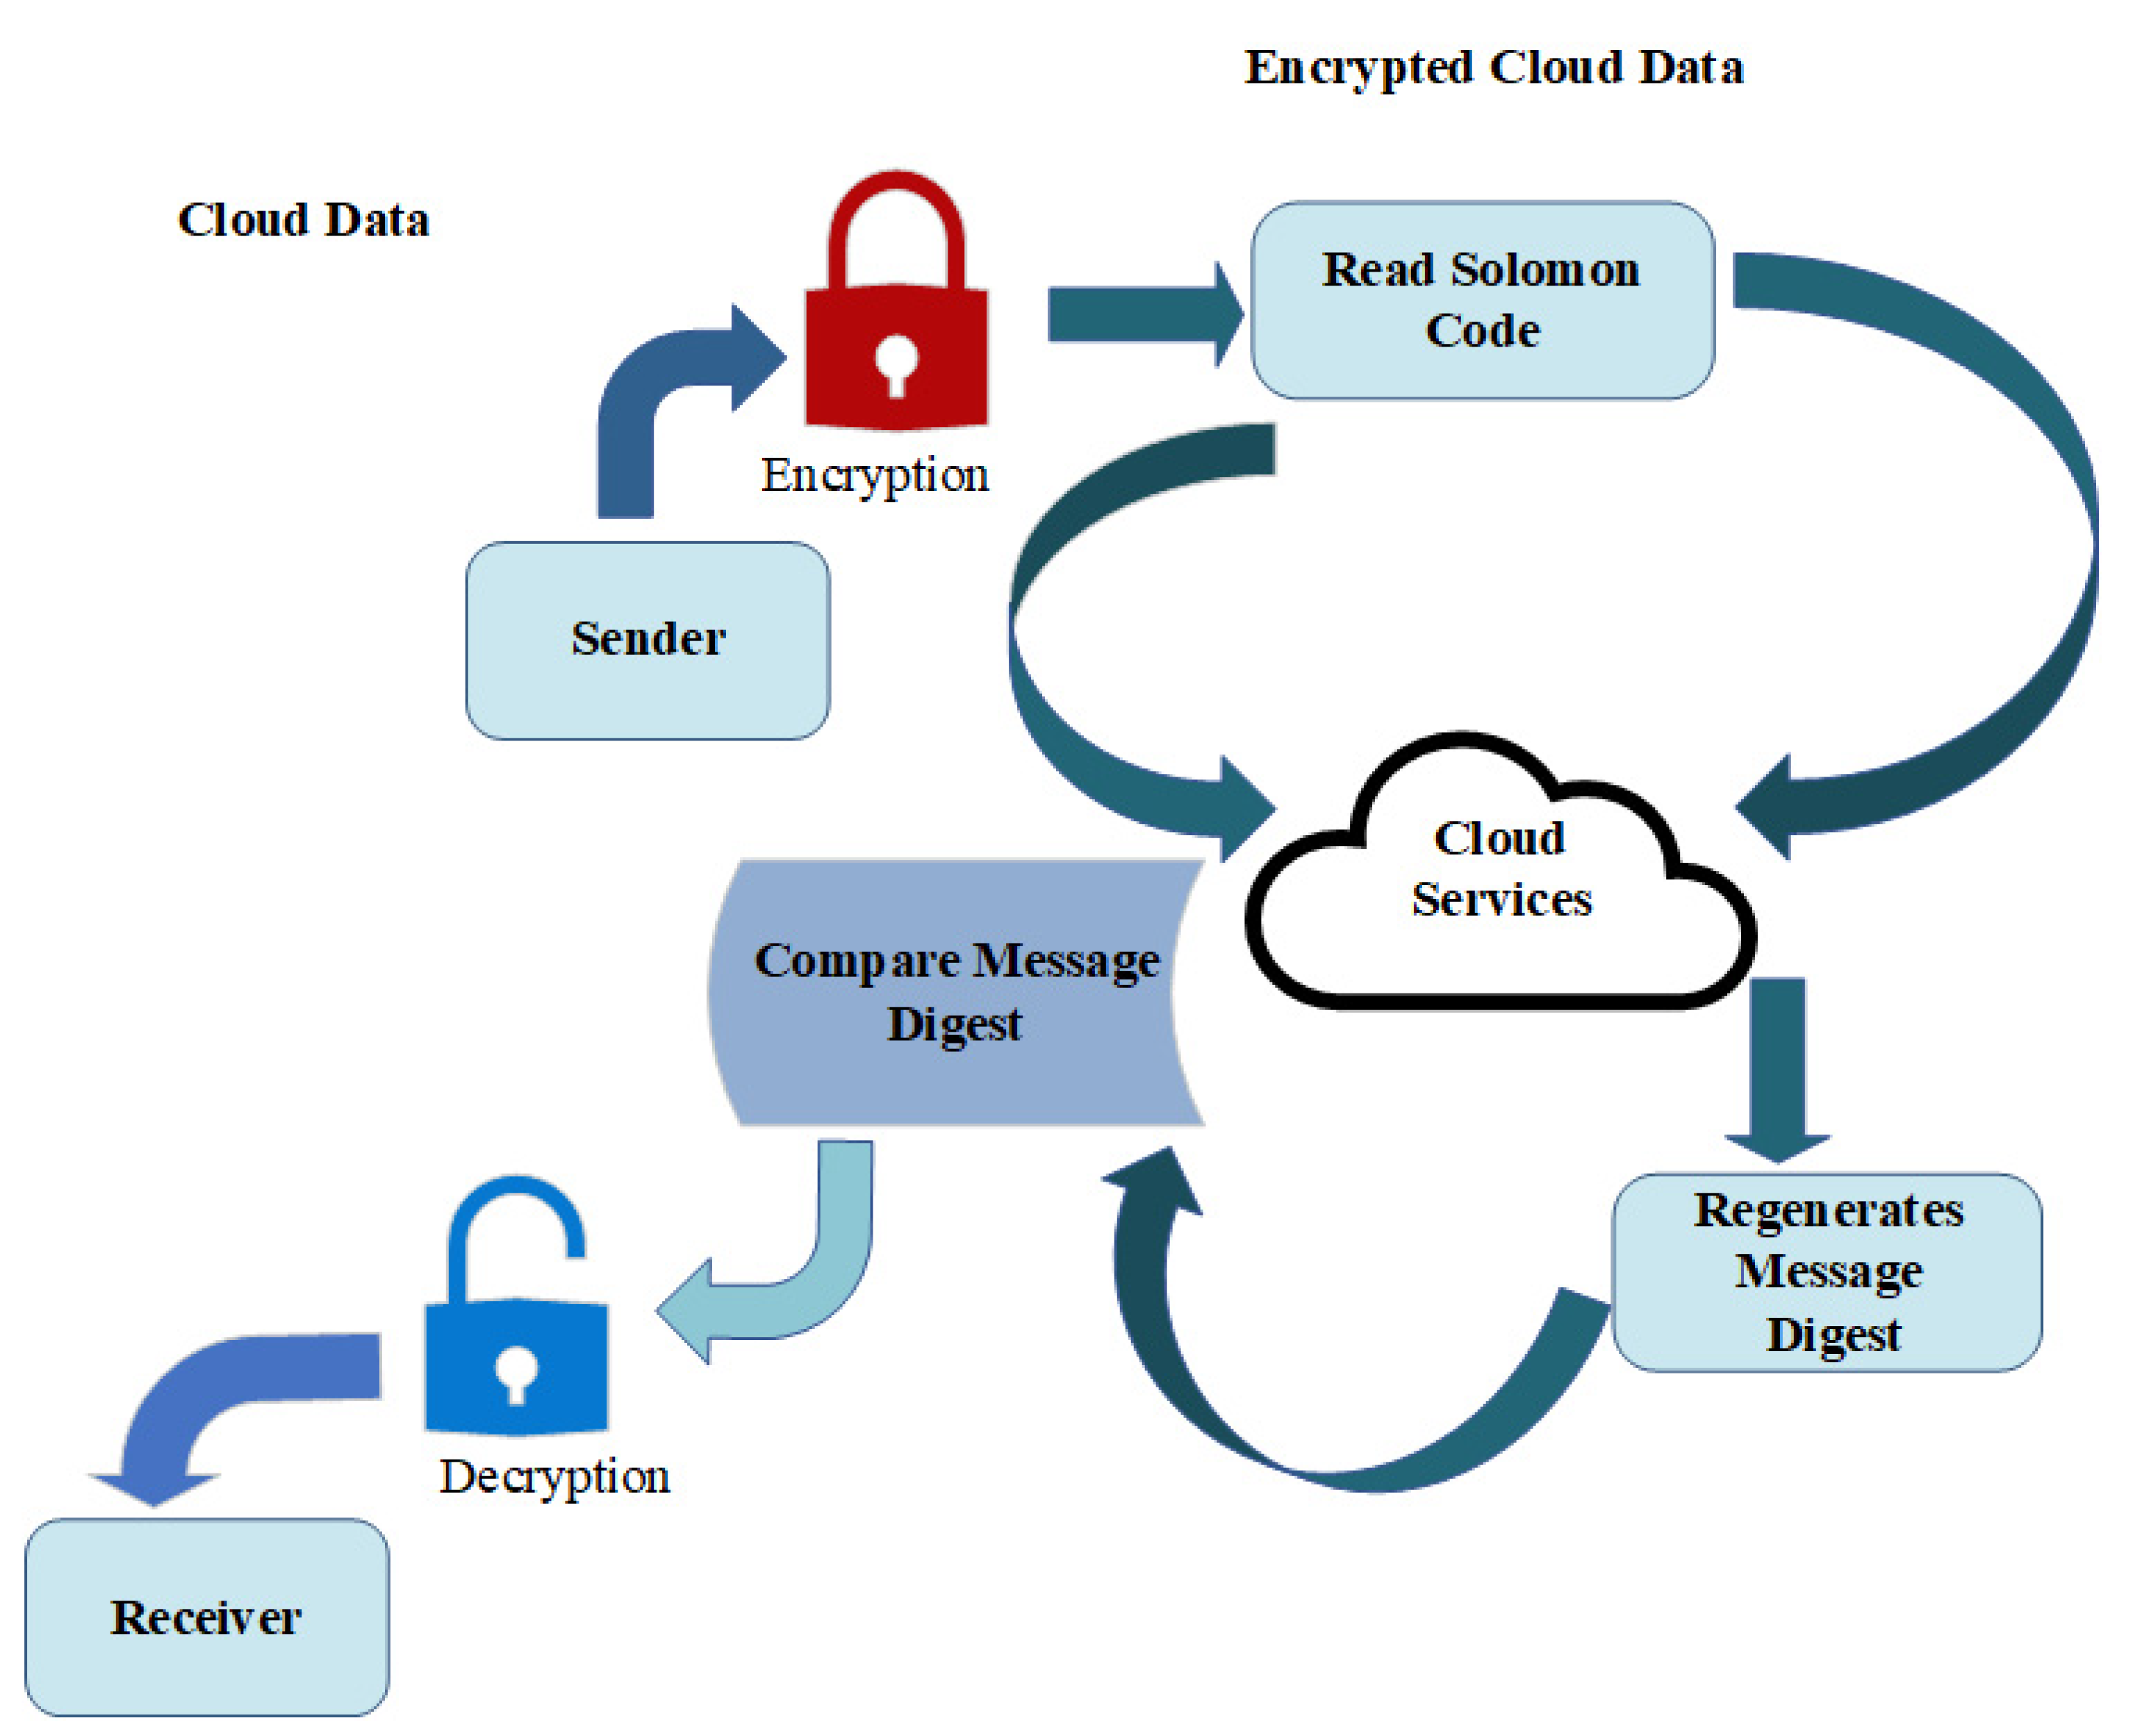 Encrypted Cloud Data
Cloud Data
Read Solomon
Code
Encryption
Sender
Cloud
Services
Compare Message
Digest
Regenerates
Message
Digest
Decryption
Receiver